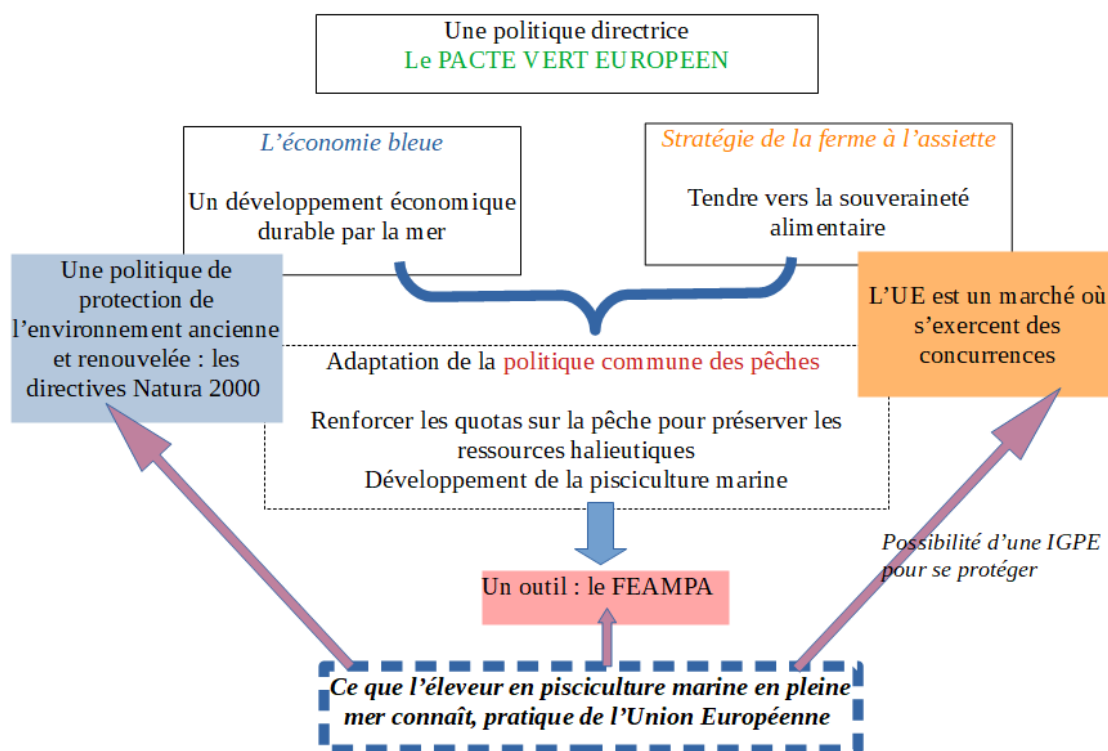 Une politique directrice
Le PACTE VERT EUROPEEN
L’économie bleue
Un développement économique
durable par la mer
Stratégie de la ferme à l’assiette
Tendre vers la souveraineté
alimentaire
Une politique de
protection de
l’environnement ancienne
et renouvelée : les
directives Natura 2000
L’UE est un marché où
s’exercent des
concurrences
Adaptation de la politique commune des pêches
Renforcer les quotas sur la pêche pour préserver les
ressources halieutiques
Développement de la pisciculture marine
Possibilité d’une IGPE
pour se protéger
Un outil : le FEAMPA
Ce que l’éleveur en pisciculture marine en pleine
mer connaît, pratique de l’Union Européenne